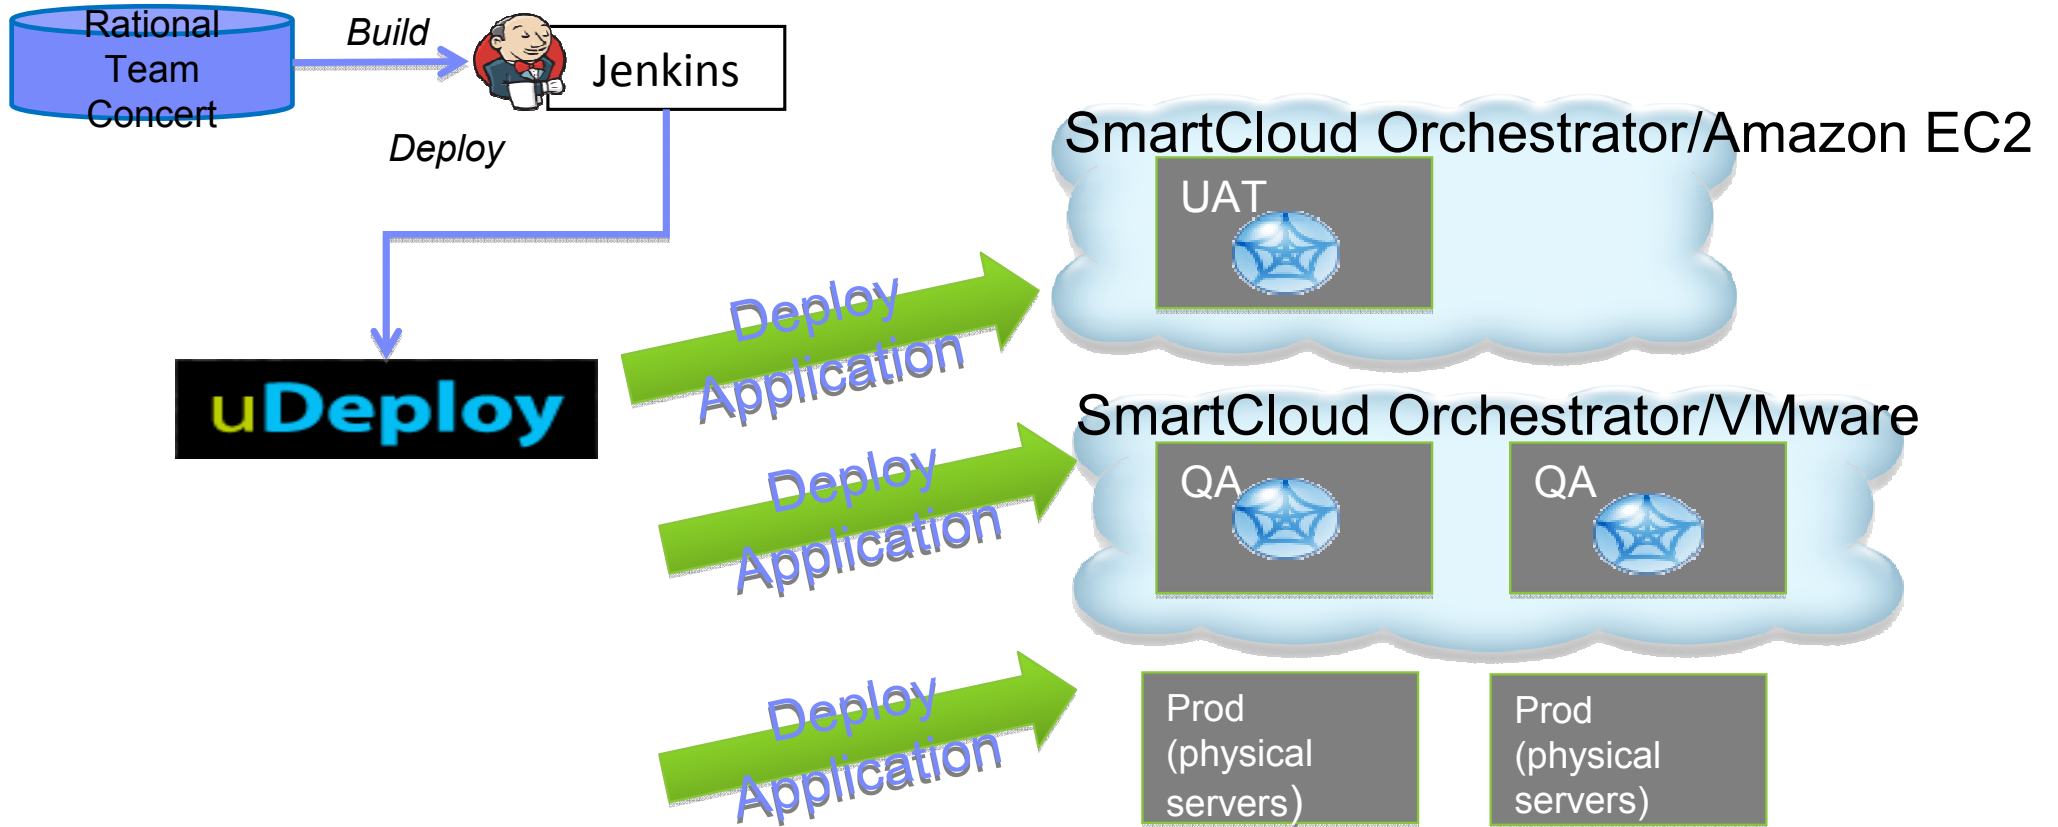 Rational
Team
Concert
Build
Jenkins
Deploy
uDeploy
Deploy
Application
SmartCloud Orchestrator/Amazon EC2
UAT
Deploy
Application
SmartCloud Orchestrator/VMware
QA
QA
Deploy
Application
Prod
(physical
servers)
Prod
(physical
servers)